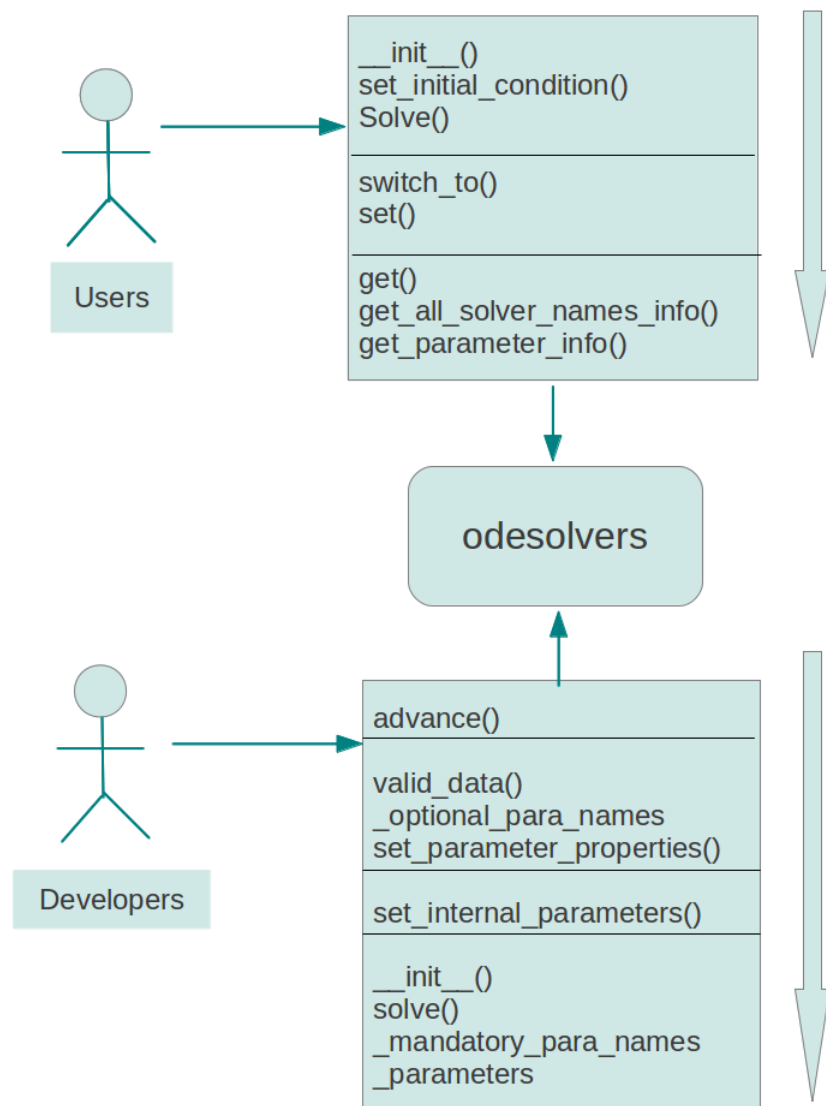 __init__()
set_initial_condition()
Solve()
switch_to()
set()
get()
get_all_solver_names_info()
get_parameter_info()
Users
odesolvers
advance()
valid_data()
_optional_para_names
set_parameter_properties()
set_internal_parameters()
__init__()
solve()
_mandatory_para_names
_parameters
Developers